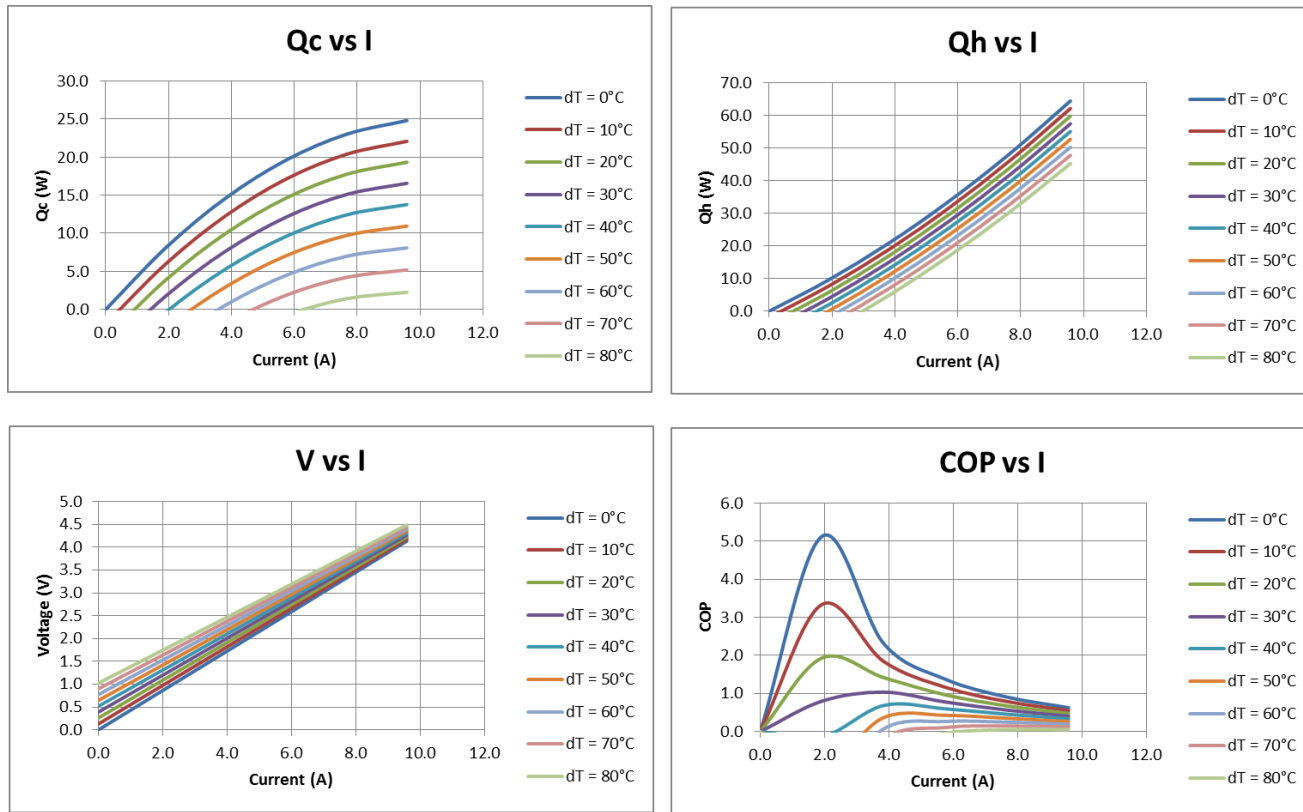 Qc vs I
30.0
25.0
20.0
15.0
10.0
5.0
0.0
Qc (W)
0.0 2.0 4.0 6.0 8.0 10.0 12.0
Current (A)
dT = 0°C
dT = 10°C
dT = 20°C
dT = 30°C
dT = 40°C
dT = 50°C
dT = 60°C
dT = 70°C
dT = 80°C
Qh vs I
70.0
60.0
50.0
40.0
30.0
20.0
10.0
0.0
Qh (W)
0.0 2.0 4.0 6.0 8.0 10.0 12.0
Current (A)
dT = 0°C
dT = 10°C
dT = 20°C
dT = 30°C
dT = 40°C
dT = 50°C
dT = 60°C
dT = 70°C
dT = 80°C
V vs I
5.0
4.5
4.0
3.5
3.0
2.5
2.0
1.5
1.0
0.5
0.0
Voltage (V)
0.0 2.0 4.0 6.0 8.0 10.0 12.0
Current (A)
dT = 0°C
dT = 10°C
dT = 20°C
dT = 30°C
dT = 40°C
dT = 50°C
dT = 60°C
dT = 70°C
dT = 80°C
COP vs I
6.0
5.0
4.0
3.0
2.0
1.0
0.0
COP
0.0 2.0 4.0 6.0 8.0 10.0 12.0
Current (A)
dT = 0°C
dT = 10°C
dT = 20°C
dT = 30°C
dT = 40°C
dT = 50°C
dT = 60°C
dT = 70°C
dT = 80°C